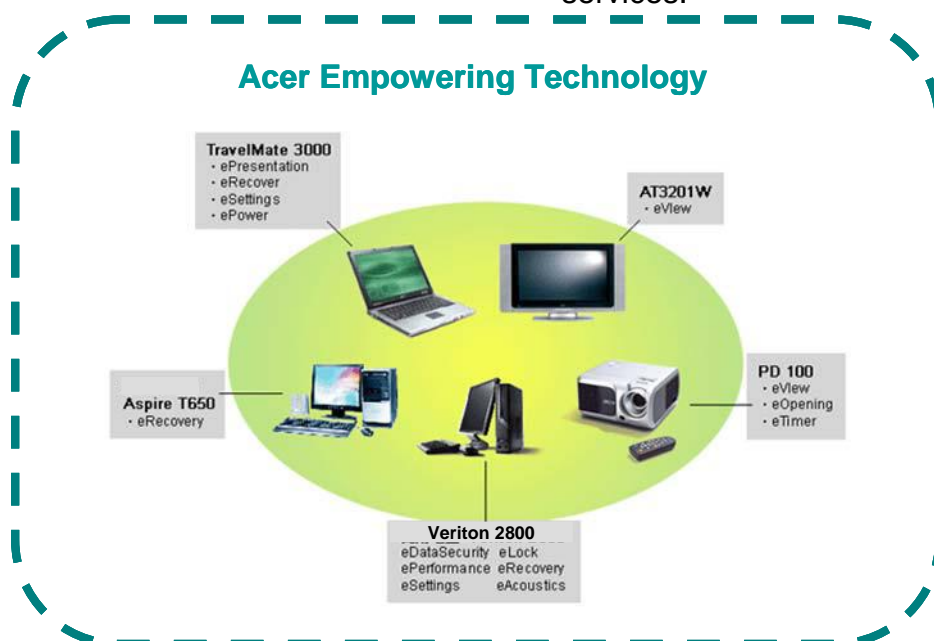 services.
Acer Empowering Technology
TravelMate 3000
· ePresentation
· eRecover
· eSettings
· ePower
AT3201W
· eView
Aspire T650
· eRecovery
PD 100
· eView
· eOpening
· eTimer
Veriton 2800
eDataSecurity eLock
ePerformance eRecovery
eSettings eAcoustics